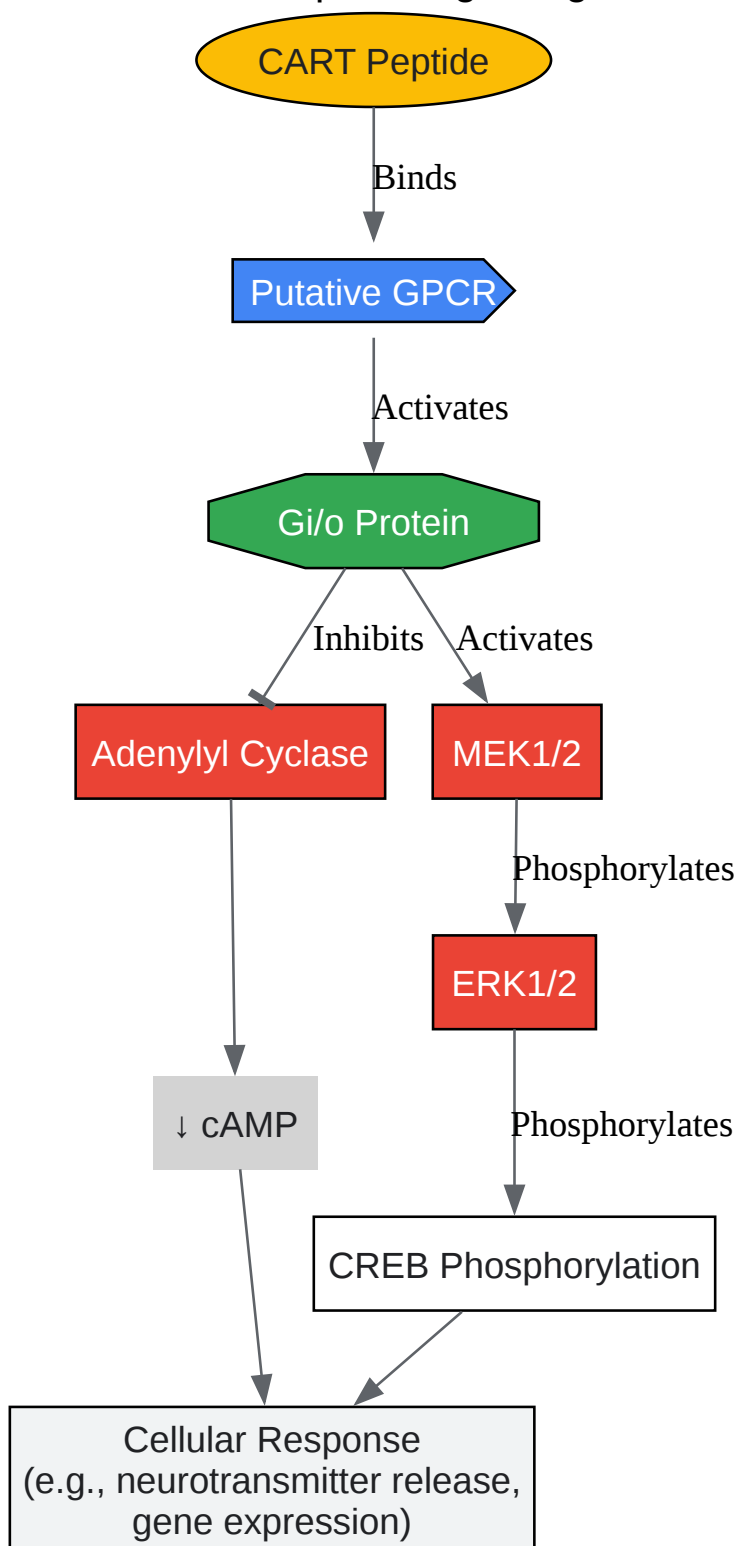 CART Peptide
Binds
Putative GPCR
Activates
Gi/o Protein
Inhibits
Activates
Adenylyl Cyclase
MEK1/2
Phosphorylates
ERK1/2
↓ cAMP
Phosphorylates
CREB Phosphorylation
Cellular Response
(e.g., neurotransmitter release,
gene expression)